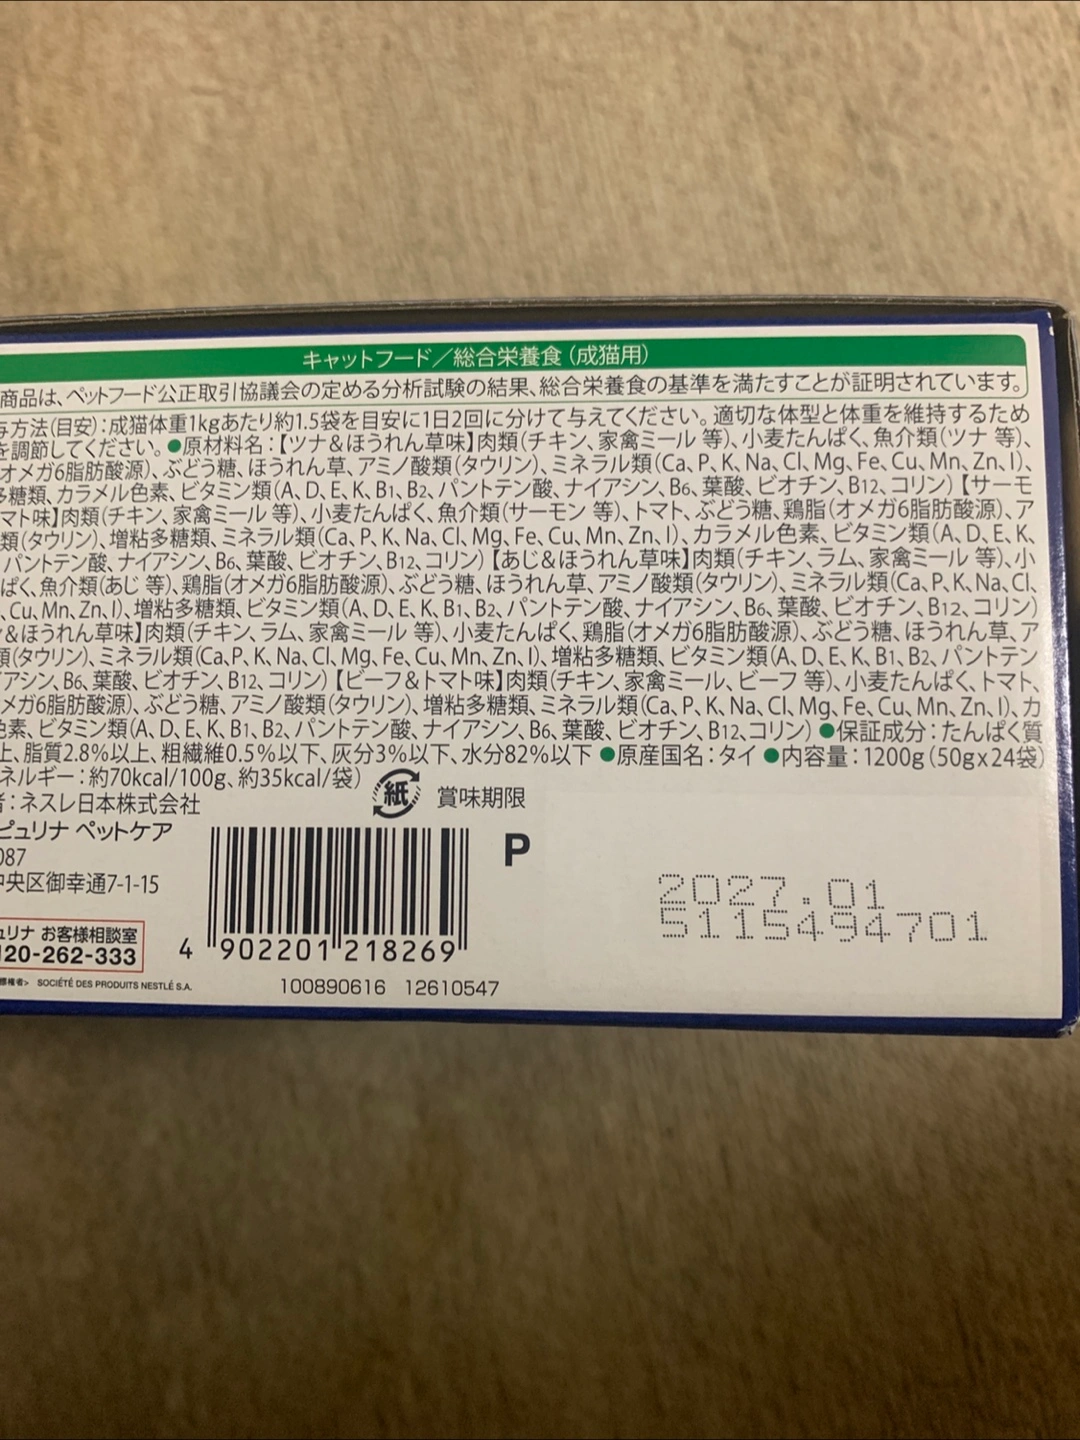 キャットフード／総合栄養食（成猫用）
商品は、ペットフード公正取引協議会の定める分析試験の結果、総合栄養食の基準を満たすことが証明されています。
与方法（目安）：成猫体重1kgあたり約1.5袋を目安に1日2回に分けて与えてください。適切な体型と体重を維持するため
を調節してください。●原材料名：【ツナ＆ほうれん草味】肉類（チキン、家禽ミール 等）、小麦たんぱく、魚介類（ツナ 等）、
オメガ6脂肪酸源）、ぶどう糖、ほうれん草、アミノ酸類（タウリン）、ミネラル類（Ca、P、K、Na、Cl、Mg、Fe、Cu、Mn、Zn、I）、
多糖類、カラメル色素、ビタミン類（A、D、E、K、B1、B2、パントテン酸、ナイアシン、B6、葉酸、ビオチン、B12、コリン）【サーモ
マト味】肉類（チキン、家禽ミール 等）、小麦たんぱく、魚介類（サーモン 等）、トマト、ぶどう糖、鶏脂（オメガ6脂肪酸源）、ア
類（タウリン）、増粘多糖類、ミネラル類（Ca、P、K、Na、Cl、Mg、Fe、Cu、Mn、Zn、I）、カラメル色素、ビタミン類（A、D、E、K、
パントテン酸、ナイアシン、B6、葉酸、ビオチン、B12、コリン）【あじ＆ほうれん草味】肉類（チキン、ラム、家禽ミール 等）、小
ぱく、魚介類（あじ 等）、鶏脂（オメガ6脂肪酸源）、ぶどう糖、ほうれん草、アミノ酸類（タウリン）、ミネラル類（Ca、P、K、Na、Cl、
、Cu、Mn、Zn、I）、増粘多糖類、ビタミン類（A、D、E、K、B1、B2、パントテン酸、ナイアシン、B6、葉酸、ビオチン、B12、コリン）
＆ほうれん草味】肉類（チキン、ラム、家禽ミール 等）、小麦たんぱく、鶏脂（オメガ6脂肪酸源）、ぶどう糖、ほうれん草、ア
類（タウリン）、ミネラル類（Ca、P、K、Na、Cl、Mg、Fe、Cu、Mn、Zn、I）、増粘多糖類、ビタミン類（A、D、E、K、B1、B2、パントテン
アシン、B6、葉酸、ビオチン、B12、コリン）【ビーフ＆トマト味】肉類（チキン、家禽ミール、ビーフ 等）、小麦たんぱく、トマト、
メガ6脂肪酸源）、ぶどう糖、アミノ酸類（タウリン）、増粘多糖類、ミネラル類（Ca、P、K、Na、Cl、Mg、Fe、Cu、Mn、Zn、I）、カ
色素、ビタミン類（A、D、E、K、B1、B2、パントテン酸、ナイアシン、B6、葉酸、ビオチン、B12、コリン）●保証成分：たんぱく質
上、脂質2.8%以上、粗繊維0.5%以下、灰分3%以下、水分82%以下 ●原産国名：タイ ●内容量：1200g（50gx24袋）
ネルギー：約70kcal/100g、約35kcal/袋）
紙 賞味期限
者：ネスレ日本株式会社
ピュリナ ペットケア
087
中央区御幸通7-1-15
ュリナ お客様相談室
120-262-333
標権者＞ SOCIÉTÉ DES PRODUITS NESTLÉ S.A.
P
4 902201 218269
100890616 12610547
2027.01
5115494701